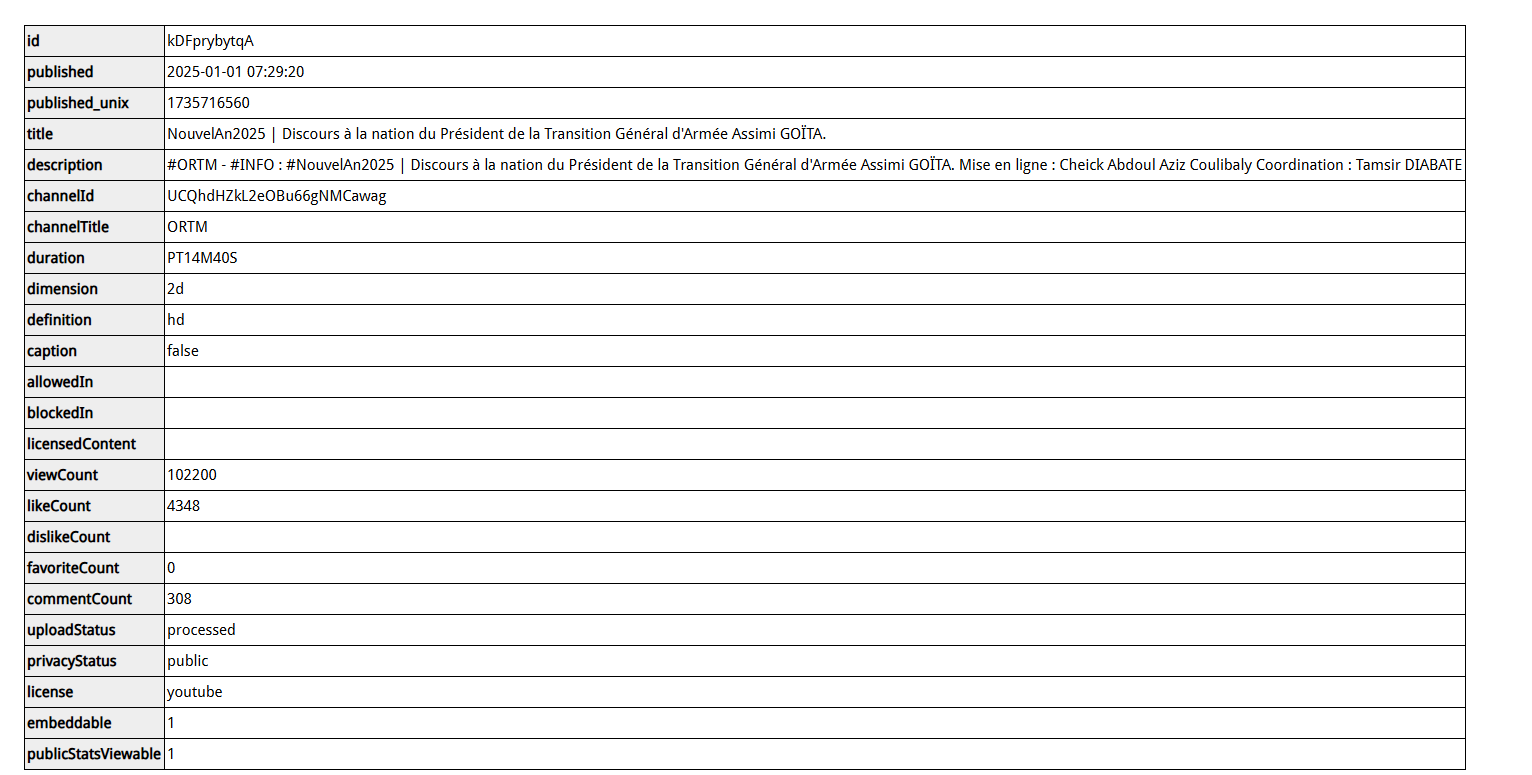 id kDFprybytqA
published 2025-01-01 07:29:20
published_unix 1735716560
title NouvelAn2025 | Discours à la nation du Président de la Transition Général d'Armée Assimi GOÏTA.
description #ORTM - #INFO : #NouvelAn2025 | Discours à la nation du Président de la Transition Général d'Armée Assimi GOÏTA. Mise en ligne : Cheick Abdoul Aziz Coulibaly Coordination : Tamsir DIABATE
channelId UCQhdHZkL2eOBu66gNMCawag
channelTitle ORTM
duration PT14M40S
dimension 2d
definition hd
caption false
allowedIn
blockedIn
licensedContent
viewCount 102200
likeCount 4348
dislikeCount
favoriteCount 0
commentCount 308
uploadStatus processed
privacyStatus public
license youtube
embeddable 1
publicStatsViewable 1